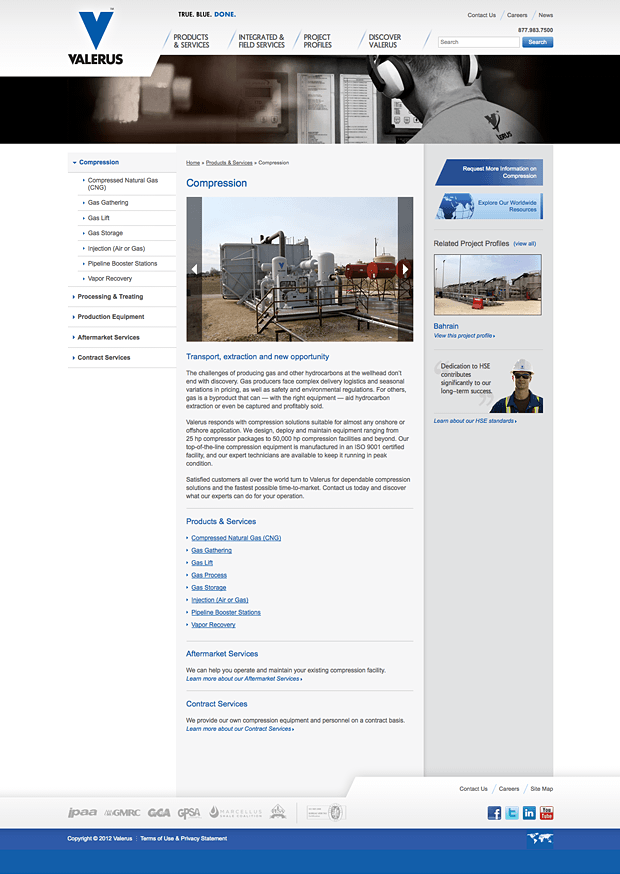 TRUE. BLUE. DONE.
Contact Us
Careers
News
VALERUS
PRODUCTS
& SERVICES
INTEGRATED &
FIELD SERVICES
PROJECT
PROFILES
DISCOVER
VALERUS
877.983.7500
Search
Search
Valerus
Compression
Compressed Natural Gas
(CNG)
Gas Gathering
Gas Lift
Gas Storage
Injection (Air or Gas)
Pipeline Booster Stations
Vapor Recovery
Processing & Treating
Production Equipment
Aftermarket Services
Contract Services
Home » Products & Services » Compression
Compression
Transport, extraction and new opportunity
The challenges of producing gas and other hydrocarbons at the wellhead don't
end with discovery. Gas producers face complex delivery logistics and seasonal
variations in pricing, as well as safety and environmental regulations. For others,
gas is a byproduct that can — with the right equipment — aid hydrocarbon
extraction or even be captured and profitably sold.
Valerus responds with compression solutions suitable for almost any onshore or
offshore application. We design, deploy and maintain equipment ranging from
25 hp compressor packages to 50,000 hp compression facilities and beyond. Our
top-of-the-line compression equipment is manufactured in an ISO 9001 certified
facility, and our expert technicians are available to keep it running in peak
condition.
Satisfied customers all over the world turn to Valerus for dependable compression
solutions and the fastest possible time-to-market. Contact us today and discover
what our experts can do for your operation.
Products & Services
Compressed Natural Gas (CNG)
Gas Gathering
Gas Lift
Gas Process
Gas Storage
Injection (Air or Gas)
Pipeline Booster Stations
Vapor Recovery
Aftermarket Services
We can help you operate and maintain your existing compression facility.
Learn more about our Aftermarket Services
Contract Services
We provide our own compression equipment and personnel on a contract basis.
Learn more about our Contract Services
Request More Information on
Compression
Explore Our Worldwide
Resources
Related Project Profiles (view all)
Bahrain
View this project profile
Dedication to HSE
contributes
significantly to our
long-term success.
Learn about our HSE standards
Contact Us
Careers
Site Map
ipaa
GMRC
GCA
GPSA
MARCELLUS
SHALE COALITION
You
Tube
Copyright © 2012 Valerus : Terms of Use & Privacy Statement